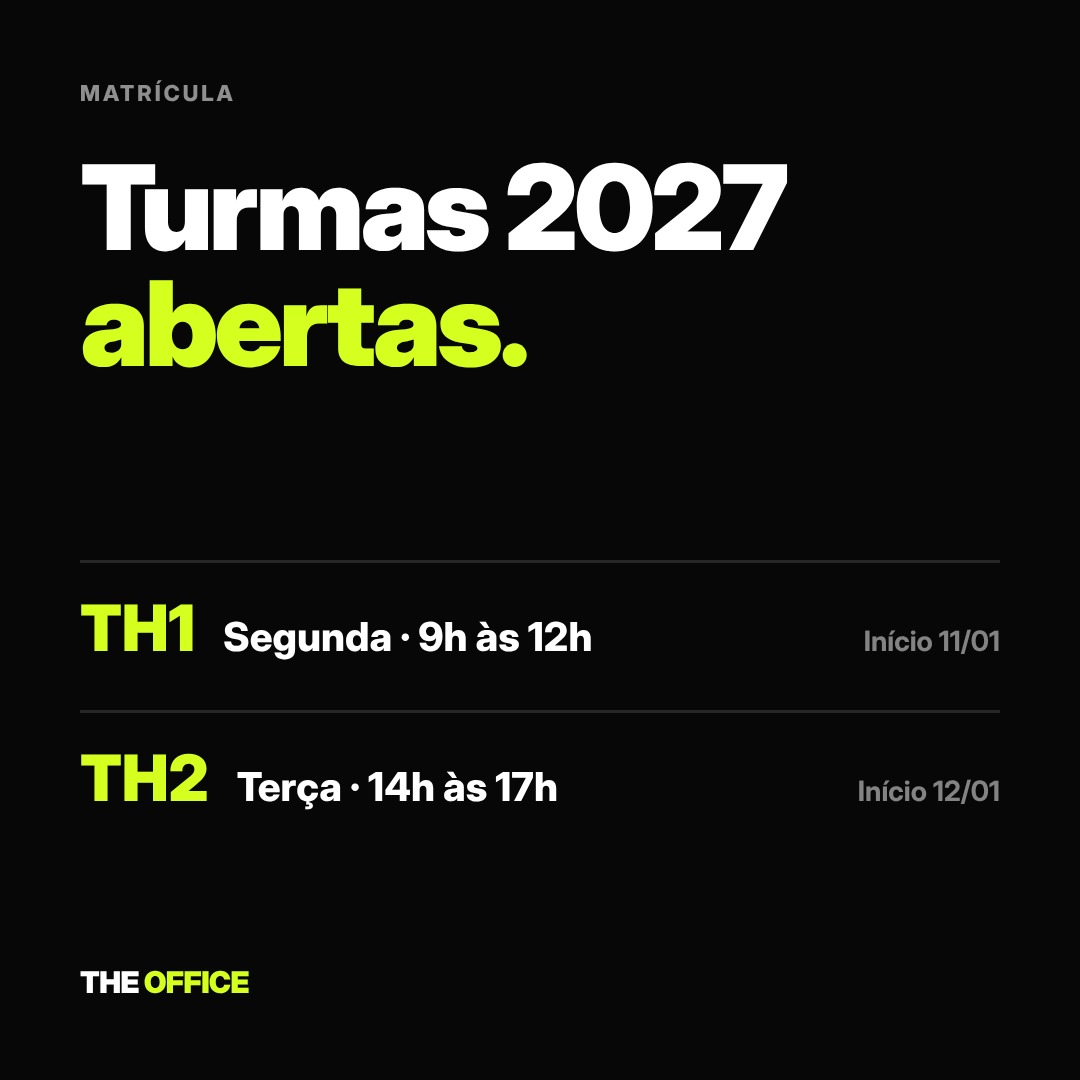 MATRÍCULA
Turmas 2027
abertas.
TH1 Segunda · 9h às 12h Início 11/01
TH2 Terça · 14h às 17h Início 12/01
THE OFFICE